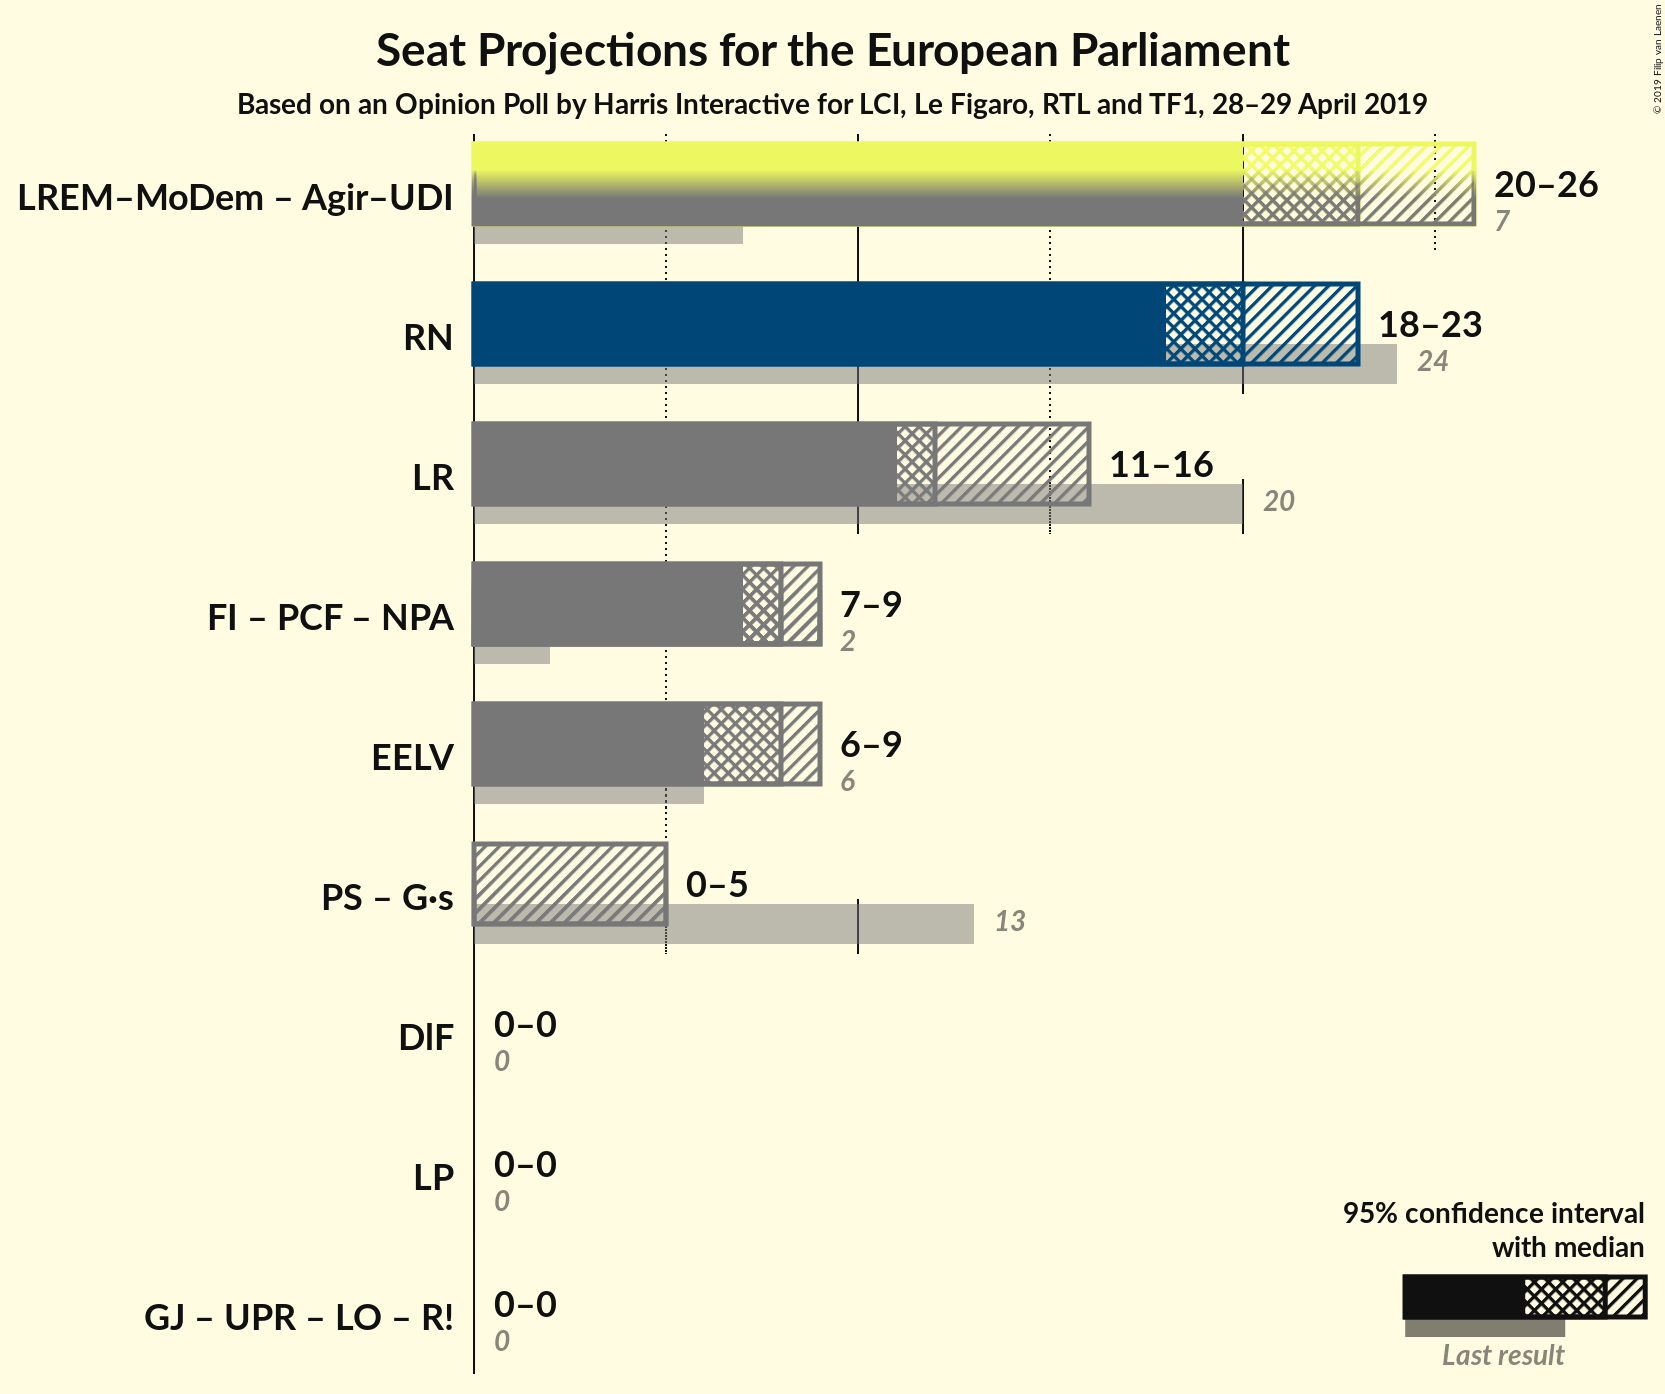 Seat Projections for the European Parliament
Based on an Opinion Poll by Harris Interactive for LCI, Le Figaro, RTL and TF1, 28–29 April 2019
© 2019 Filip van Laenen
LREM–MoDem – Agir–UDI
20–26
7
RN
18–23
24
LR
11–16
20
FI – PCF – NPA
7–9
2
EELV
6–9
6
PS – G·s
0–5
13
DlF
0–0
0
LP
0–0
0
GJ – UPR – LO – R!
0–0
0
95% confidence interval
with median
Last result